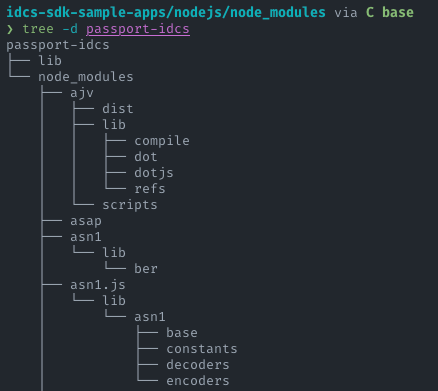 idcs-sdk-sample-apps/nodejs/node_modules via C base
❯ tree -d passport-idcs
passport-idcs
├── lib
└── node_modules
    ├── ajv
    │   ├── dist
    │   ├── lib
    │   │   ├── compile
    │   │   ├── dot
    │   │   ├── dotjs
    │   │   └── refs
    │   └── scripts
    ├── asap
    ├── asn1
    │   └── lib
    │       └── ber
    ├── asn1.js
    │   └── lib
    │       └── asn1
    │           ├── base
    │           ├── constants
    │           ├── decoders
    │           └── encoders